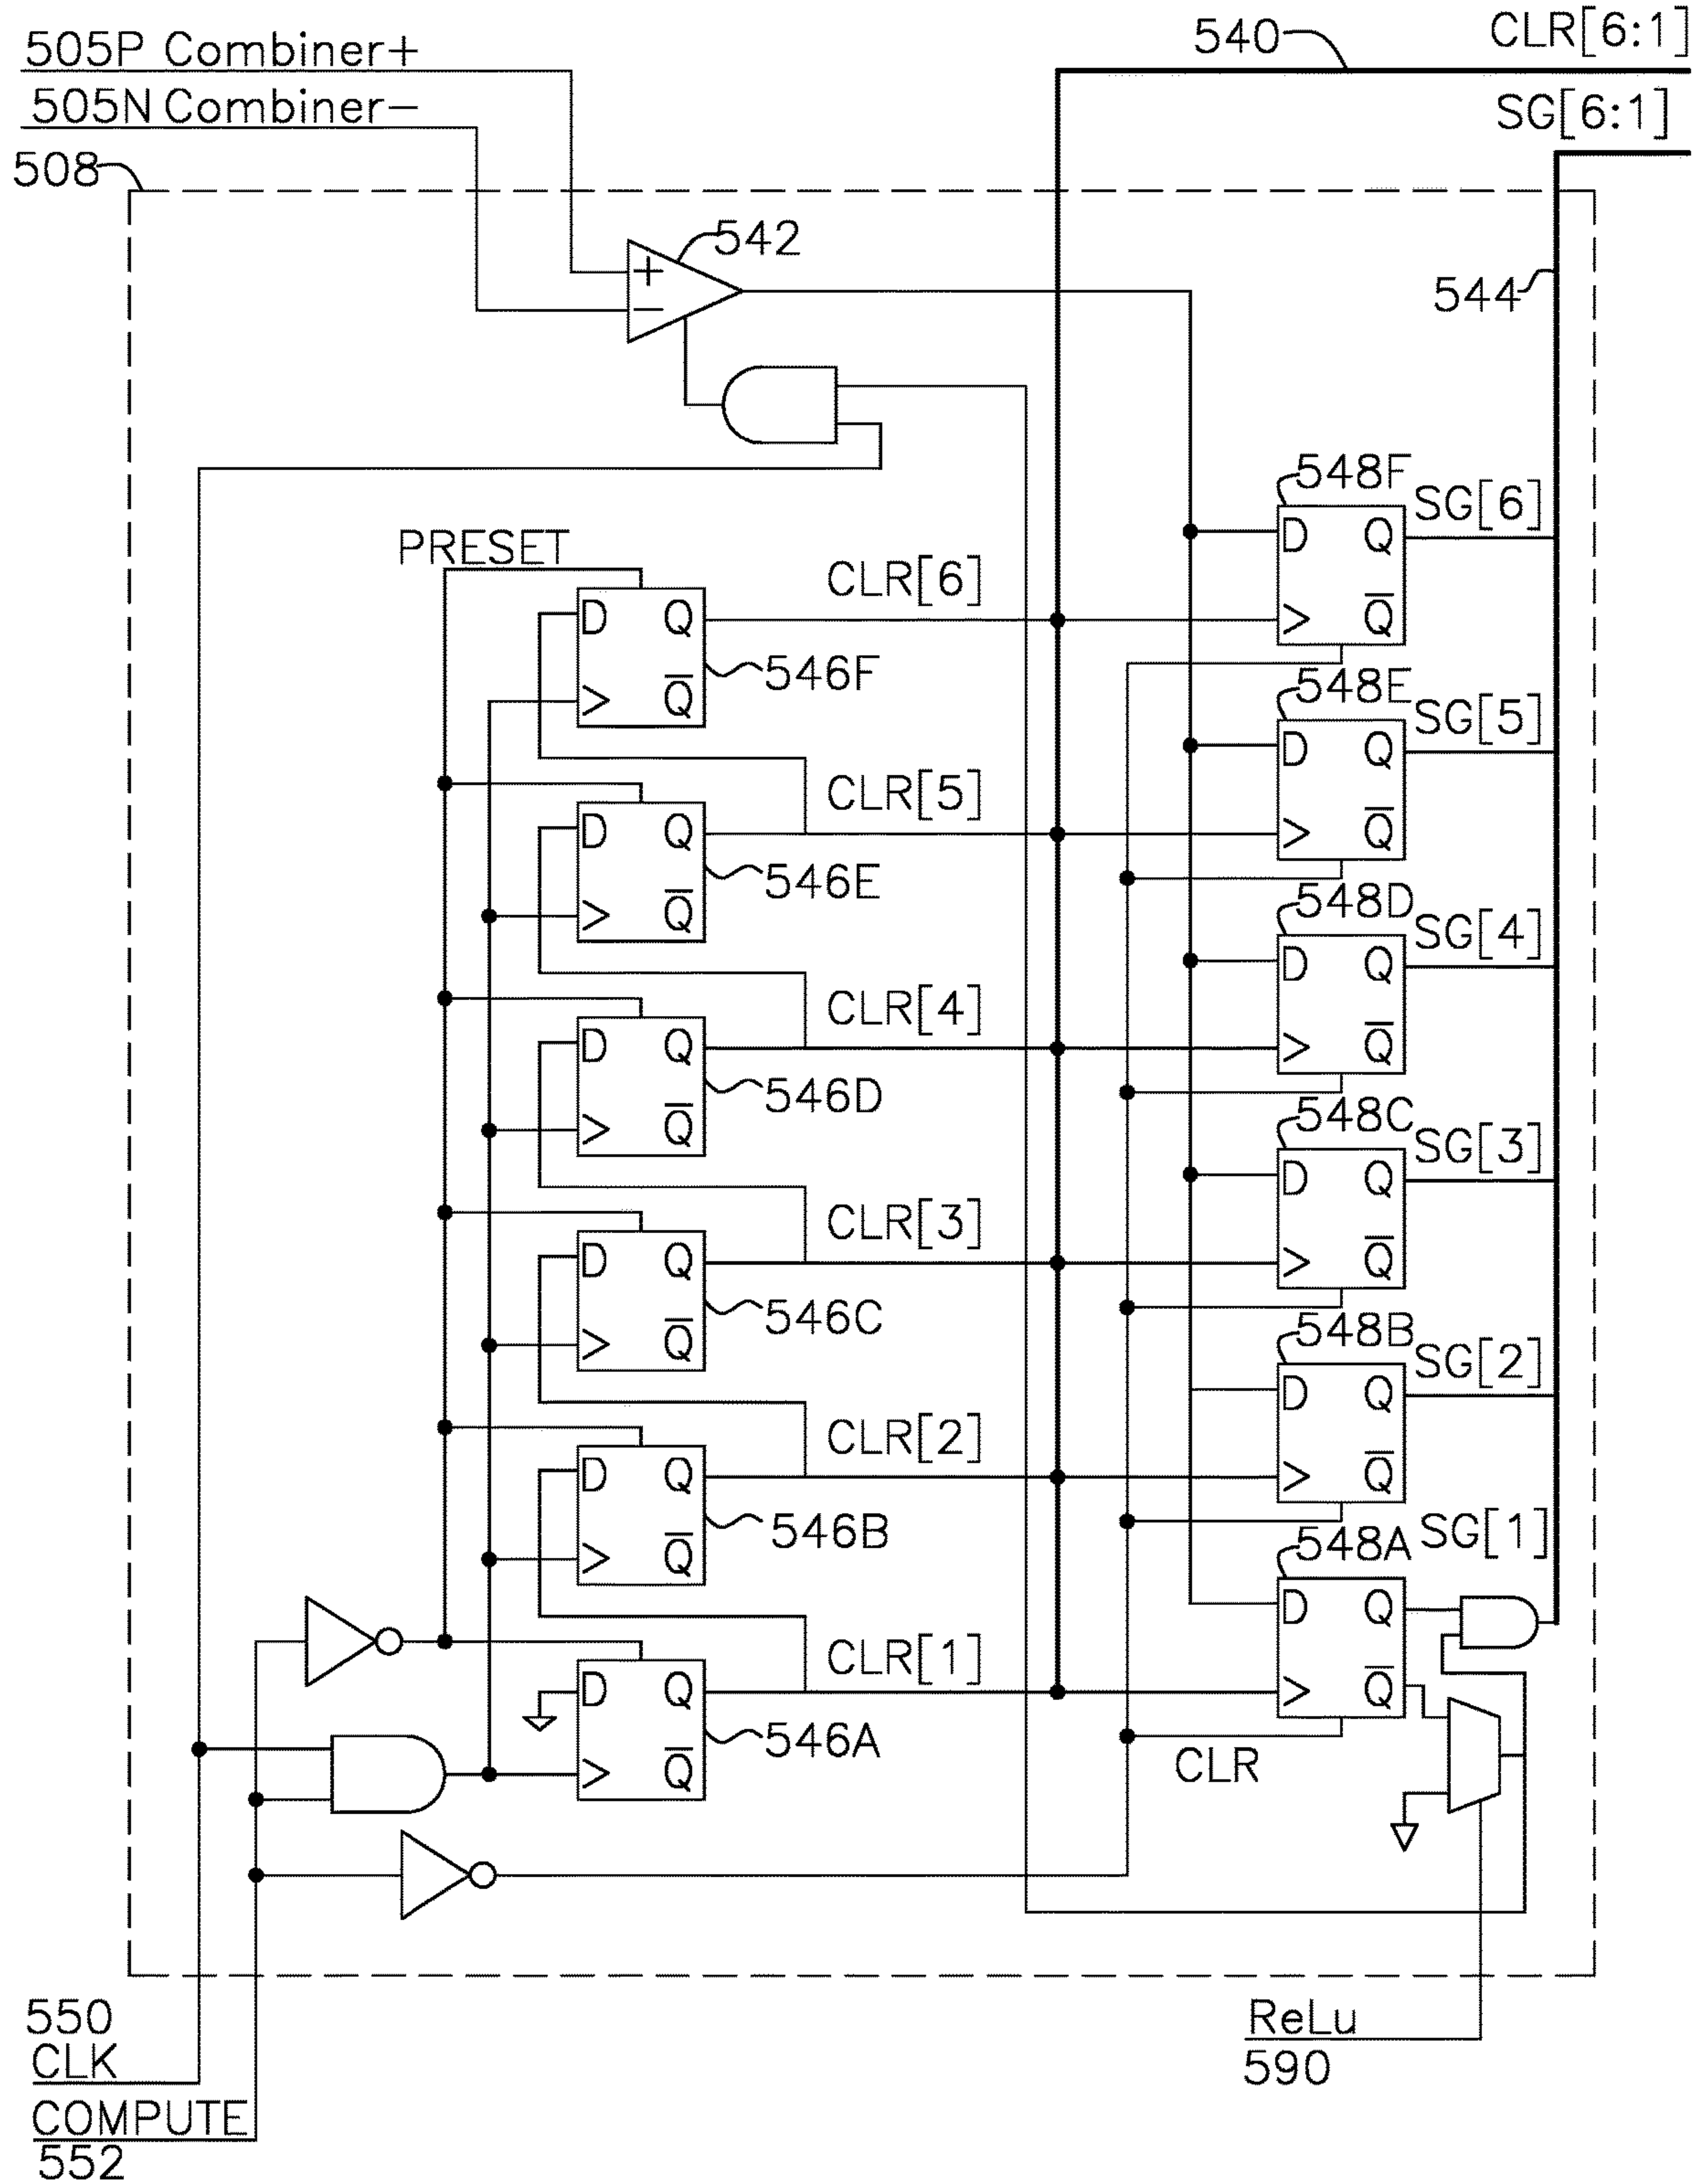 540 CLR[6:1]
505P Combiner+
505N Combiner-
SG[6:1]
508
542
+
-
544
548F
SG[6]
D Q
Q̅
PRESET
CLR[6]
D Q
546F
Q̅
548E
SG[5]
D Q
Q̅
CLR[5]
D Q
546E
Q̅
548D
SG[4]
D Q
Q̅
CLR[4]
D Q
546D
Q̅
548C
SG[3]
D Q
Q̅
CLR[3]
D Q
546C
Q̅
548B
SG[2]
D Q
Q̅
CLR[2]
D Q
546B
Q̅
548A
SG[1]
D Q
Q̅
CLR[1]
D Q
546A
Q̅
CLR
550
CLK
COMPUTE
552
ReLu
590